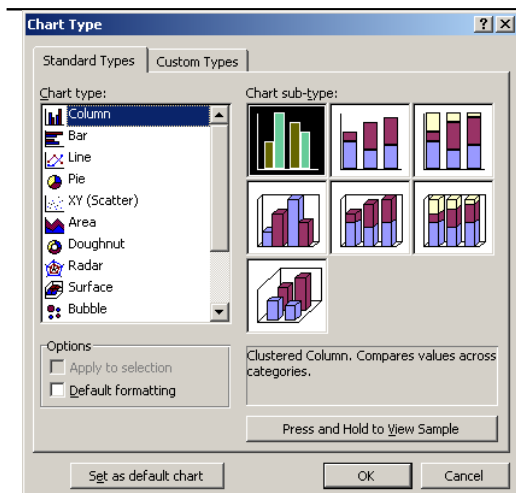 Chart Type
Standard Types
Custom Types
Chart type:
Column
Bar
Line
Pie
XY (Scatter)
Area
Doughnut
Radar
Surface
Bubble
Chart sub-type:
Options
Apply to selection
Default formatting
Clustered Column. Compares values across
categories.
Press and Hold to View Sample
Set as default chart
OK
Cancel